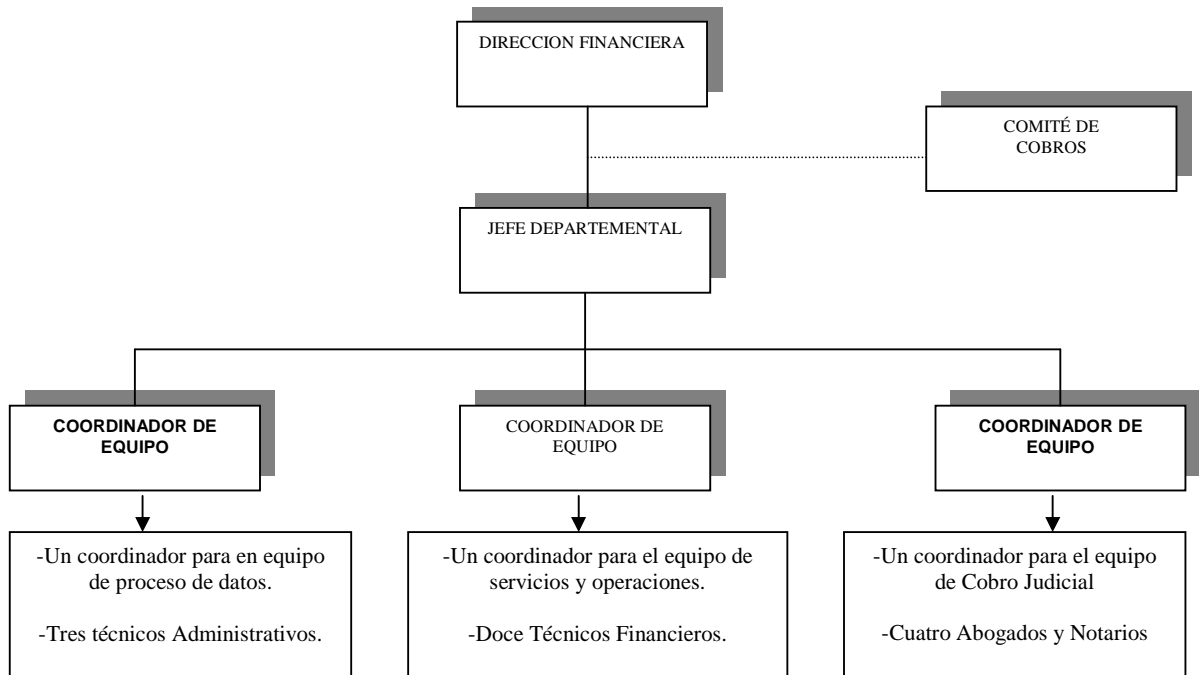 DIRECCION FINANCIERA
COMITÉ DE
COBROS
JEFE DEPARTEMENTAL
COORDINADOR DE
EQUIPO
COORDINADOR DE
EQUIPO
COORDINADOR DE
EQUIPO
-Un coordinador para en equipo
de proceso de datos.
-Tres técnicos Administrativos.
-Un coordinador para el equipo de
servicios y operaciones.
-Doce Técnicos Financieros.
-Un coordinador para el equipo
de Cobro Judicial
-Cuatro Abogados y Notarios